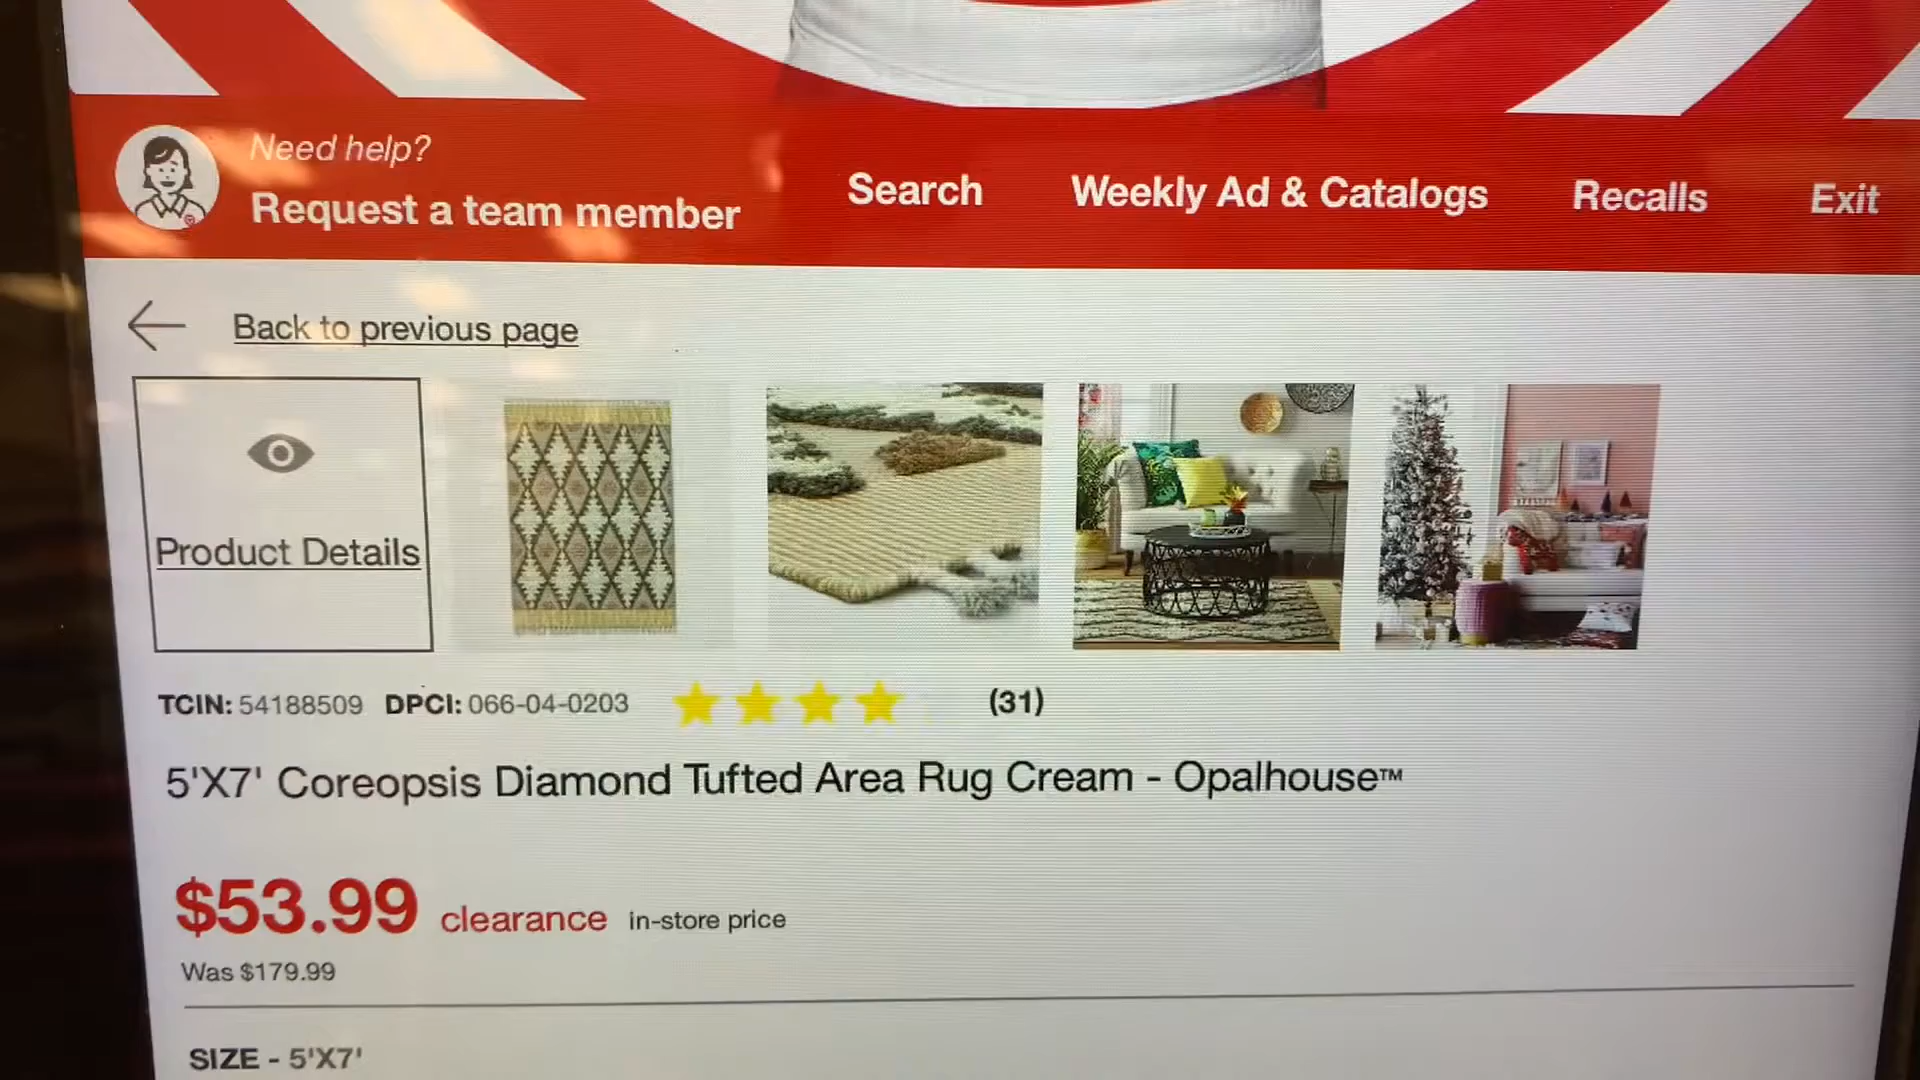 Need help?
Request a team member
Search
Weekly Ad & Catalogs
Recalls
Exit
Back to previous page
Product Details
TCIN: 54188509 DPCI: 066-04-0203
(31)
5'X7' Coreopsis Diamond Tufted Area Rug Cream - Opalhouse™
$53.99 clearance in-store price
Was $179.99
SIZE - 5'X7'